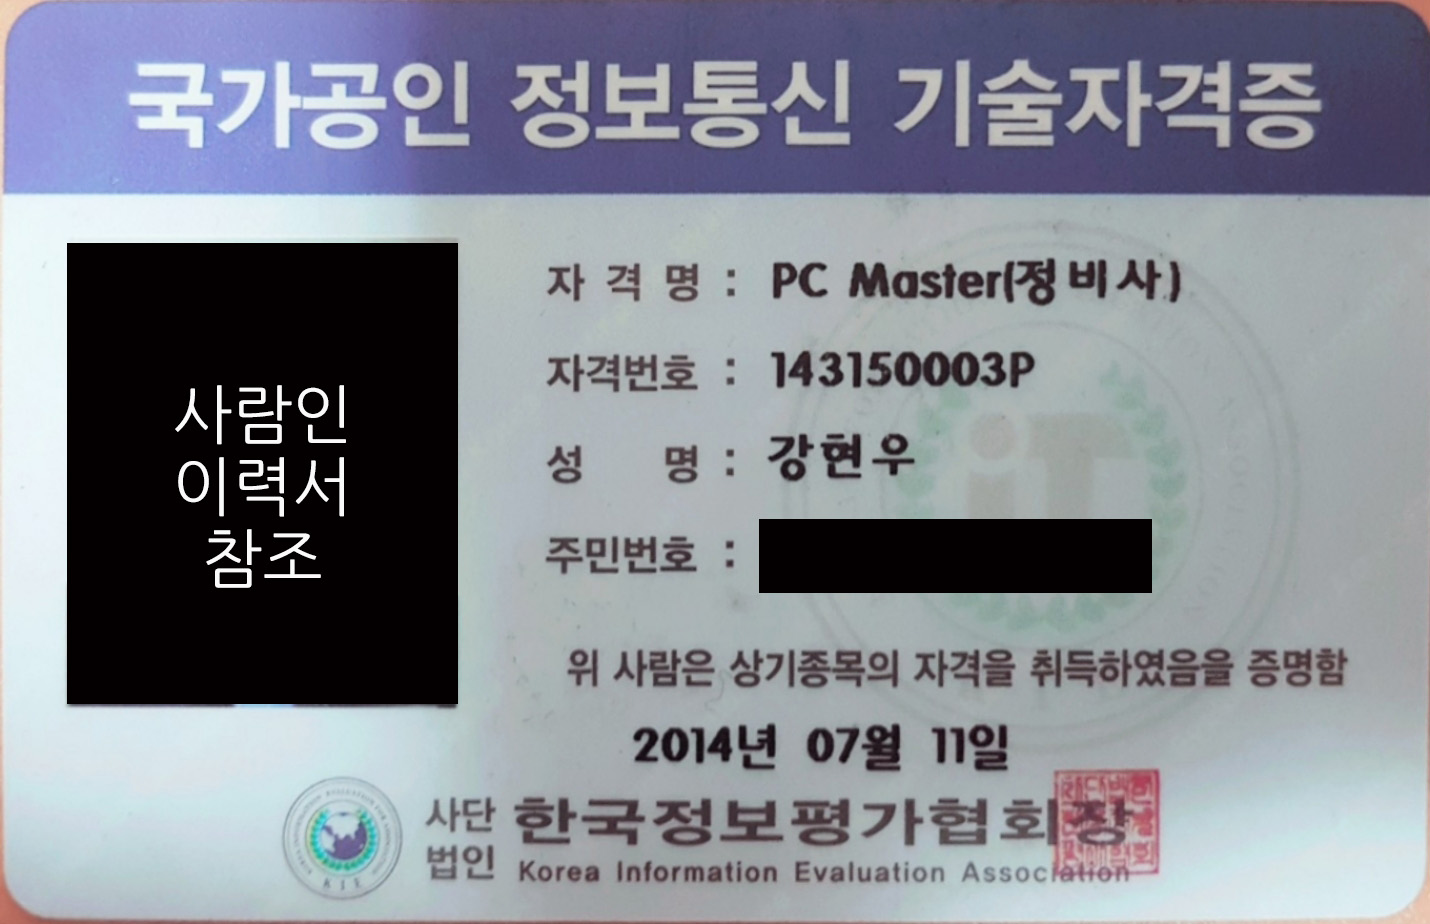 국가공인 정보통신 기술자격증
사람인
이력서
참조
자 격 명 : PC Master(정비사)
자격번호 : 143150003P
성 명 : 강현우
주민번호 :
위 사람은 상기종목의 자격을 취득하였음을 증명함
2014년 07월 11일
사단법인 한국정보평가협회장
Korea Information Evaluation Association
K I E
iT